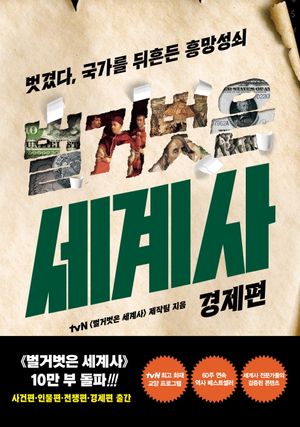 벗겼다, 국가를 뒤흔든 흥망성쇠
벌거벗은
세계사
경제편
tvN 〈벌거벗은 세계사〉 제작팀 지음
《벌거벗은 세계사》
10만 부 돌파!!!
사건편·인물편·전쟁편·경제편 출간
tvN 최고 화제
교양 프로그램
60주 연속
역사 베스트셀러
세계사 전문가들의
검증된 콘텐츠